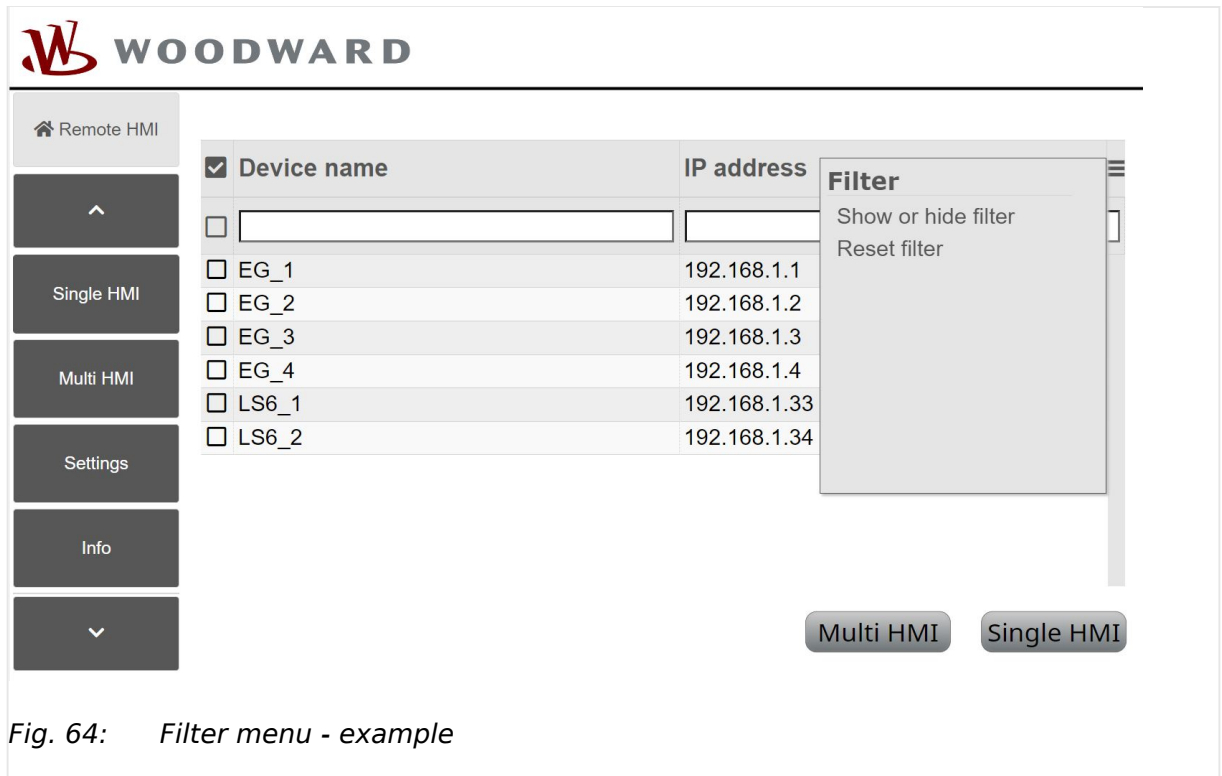 WOODWARD
Remote HMI
Single HMI
Multi HMI
Settings
Info
Device name IP address
EG_1 192.168.1.1
EG_2 192.168.1.2
EG_3 192.168.1.3
EG_4 192.168.1.4
LS6_1 192.168.1.33
LS6_2 192.168.1.34
Filter
Show or hide filter
Reset filter
Multi HMI Single HMI
Fig. 64: Filter menu - example